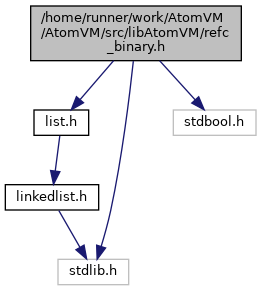 /home/runner/work/AtomVM
/AtomVM/src/libAtomVM/refc
_binary.h
list.h
stdbool.h
linkedlist.h
stdlib.h